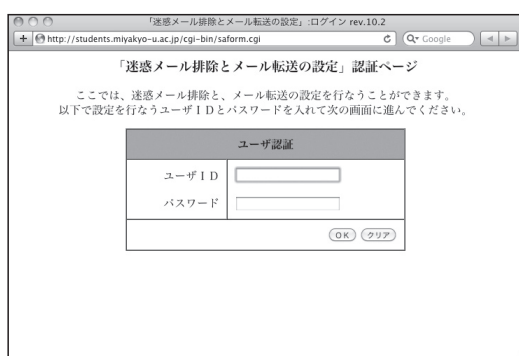 「迷惑メール排除とメール転送の設定」:ログイン rev.10.2
http://students.miyakyo-u.ac.jp/cgi-bin/saform.cgi
Google
「迷惑メール排除とメール転送の設定」認証ページ
ここでは、迷惑メール排除と、メール転送の設定を行なうことができます。
以下で設定を行なうユーザＩＤとパスワードを入れて次の画面に進んでください。
ユーザ認証
ユーザＩＤ
パスワード
ＯＫ クリア